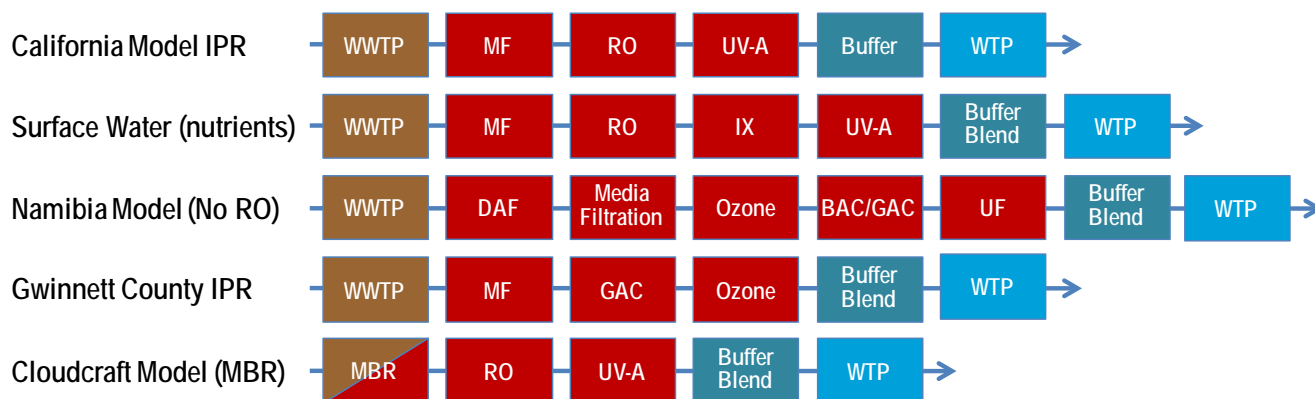 California Model IPR WWTP MF RO UV-A Buffer WTP
Surface Water (nutrients) WWTP MF RO IX UV-A Buffer Blend WTP
Namibia Model (No RO) WWTP DAF Media Filtration Ozone BAC/GAC UF Buffer Blend WTP
Gwinnett County IPR WWTP MF GAC Ozone Buffer Blend WTP
Cloudcraft Model (MBR) MBR RO UV-A Buffer Blend WTP